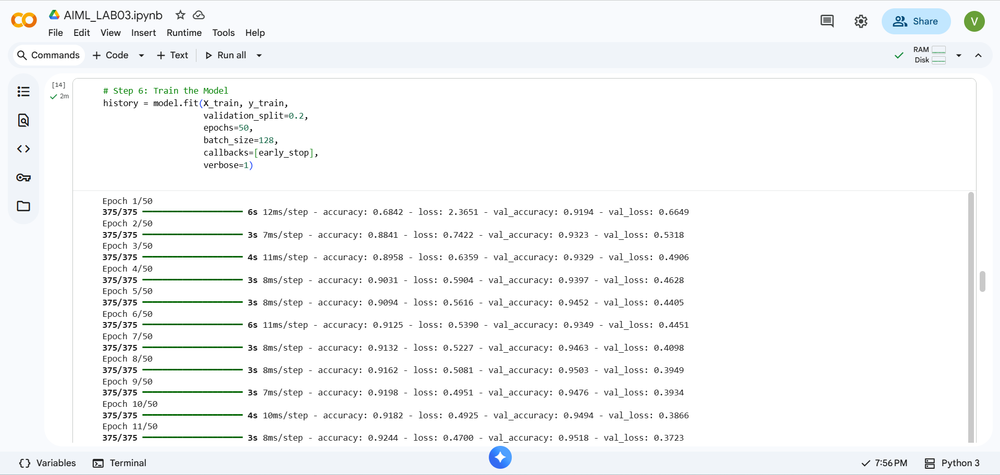 AIML_LAB03.ipynb
File Edit View Insert Runtime Tools Help
Share
V
Commands + Code + Text Run all
RAM
Disk
[14]
2m
# Step 6: Train the Model
history = model.fit(X_train, y_train,
validation_split=0.2,
epochs=50,
batch_size=128,
callbacks=[early_stop],
verbose=1)
Epoch 1/50
375/375 ━━━━━━━━━━━━━━━━━━━━ 6s 12ms/step - accuracy: 0.6842 - loss: 2.3651 - val_accuracy: 0.9194 - val_loss: 0.6649
Epoch 2/50
375/375 ━━━━━━━━━━━━━━━━━━━━ 3s 7ms/step - accuracy: 0.8841 - loss: 0.7422 - val_accuracy: 0.9323 - val_loss: 0.5318
Epoch 3/50
375/375 ━━━━━━━━━━━━━━━━━━━━ 4s 11ms/step - accuracy: 0.8958 - loss: 0.6359 - val_accuracy: 0.9329 - val_loss: 0.4906
Epoch 4/50
375/375 ━━━━━━━━━━━━━━━━━━━━ 3s 8ms/step - accuracy: 0.9031 - loss: 0.5904 - val_accuracy: 0.9397 - val_loss: 0.4628
Epoch 5/50
375/375 ━━━━━━━━━━━━━━━━━━━━ 3s 8ms/step - accuracy: 0.9094 - loss: 0.5616 - val_accuracy: 0.9452 - val_loss: 0.4405
Epoch 6/50
375/375 ━━━━━━━━━━━━━━━━━━━━ 6s 11ms/step - accuracy: 0.9125 - loss: 0.5390 - val_accuracy: 0.9349 - val_loss: 0.4451
Epoch 7/50
375/375 ━━━━━━━━━━━━━━━━━━━━ 3s 8ms/step - accuracy: 0.9132 - loss: 0.5227 - val_accuracy: 0.9463 - val_loss: 0.4098
Epoch 8/50
375/375 ━━━━━━━━━━━━━━━━━━━━ 3s 8ms/step - accuracy: 0.9162 - loss: 0.5081 - val_accuracy: 0.9503 - val_loss: 0.3949
Epoch 9/50
375/375 ━━━━━━━━━━━━━━━━━━━━ 3s 7ms/step - accuracy: 0.9198 - loss: 0.4951 - val_accuracy: 0.9476 - val_loss: 0.3934
Epoch 10/50
375/375 ━━━━━━━━━━━━━━━━━━━━ 4s 10ms/step - accuracy: 0.9182 - loss: 0.4925 - val_accuracy: 0.9494 - val_loss: 0.3866
Epoch 11/50
375/375 ━━━━━━━━━━━━━━━━━━━━ 3s 8ms/step - accuracy: 0.9244 - loss: 0.4700 - val_accuracy: 0.9518 - val_loss: 0.3723
Variables Terminal
7:56 PM Python 3